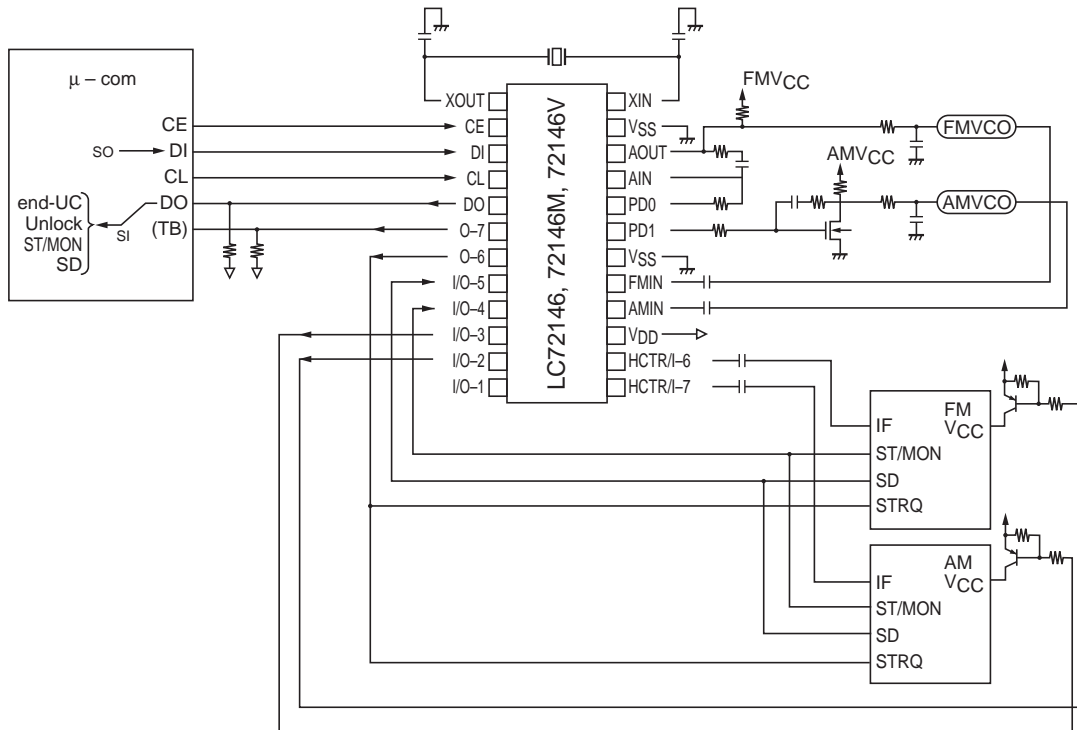 μ – com
CE
SO
DI
CL
end-UC
DO
Unlock
SI
(TB)
ST/MON
SD
XOUT
CE
DI
CL
DO
O–7
O–6
I/O–5
I/O–4
I/O–3
I/O–2
I/O–1
LC72146, 72146M, 72146V
XIN
VSS
AOUT
AIN
PD0
PD1
VSS
FMIN
AMIN
VDD
HCTR/I–6
HCTR/I–7
FMVCC
FMVCO
AMVCC
AMVCO
FM
VCC
IF
ST/MON
SD
STRQ
AM
VCC
IF
ST/MON
SD
STRQ